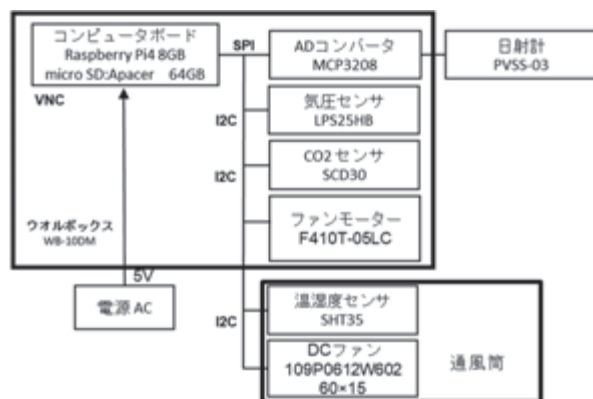 コンピュータボード
Raspberry Pi4 8GB
micro SD:Apacer 64GB
VNC
SPI
ADコンバータ
MCP3208
日射計
PVSS-03
I2C
気圧センサ
LPS25HB
I2C
CO2センサ
SCD30
ファンモーター
F410T-05LC
ウオルボックス
WB-10DM
5V
電源 AC
I2C
温湿度センサ
SHT35
DCファン
109P0612W602
60×15
通風筒